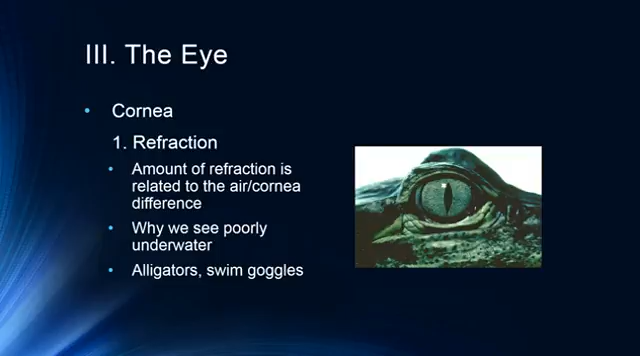 III. The Eye
• Cornea
1. Refraction
• Amount of refraction is
related to the air/cornea
difference
• Why we see poorly
underwater
• Alligators, swim goggles